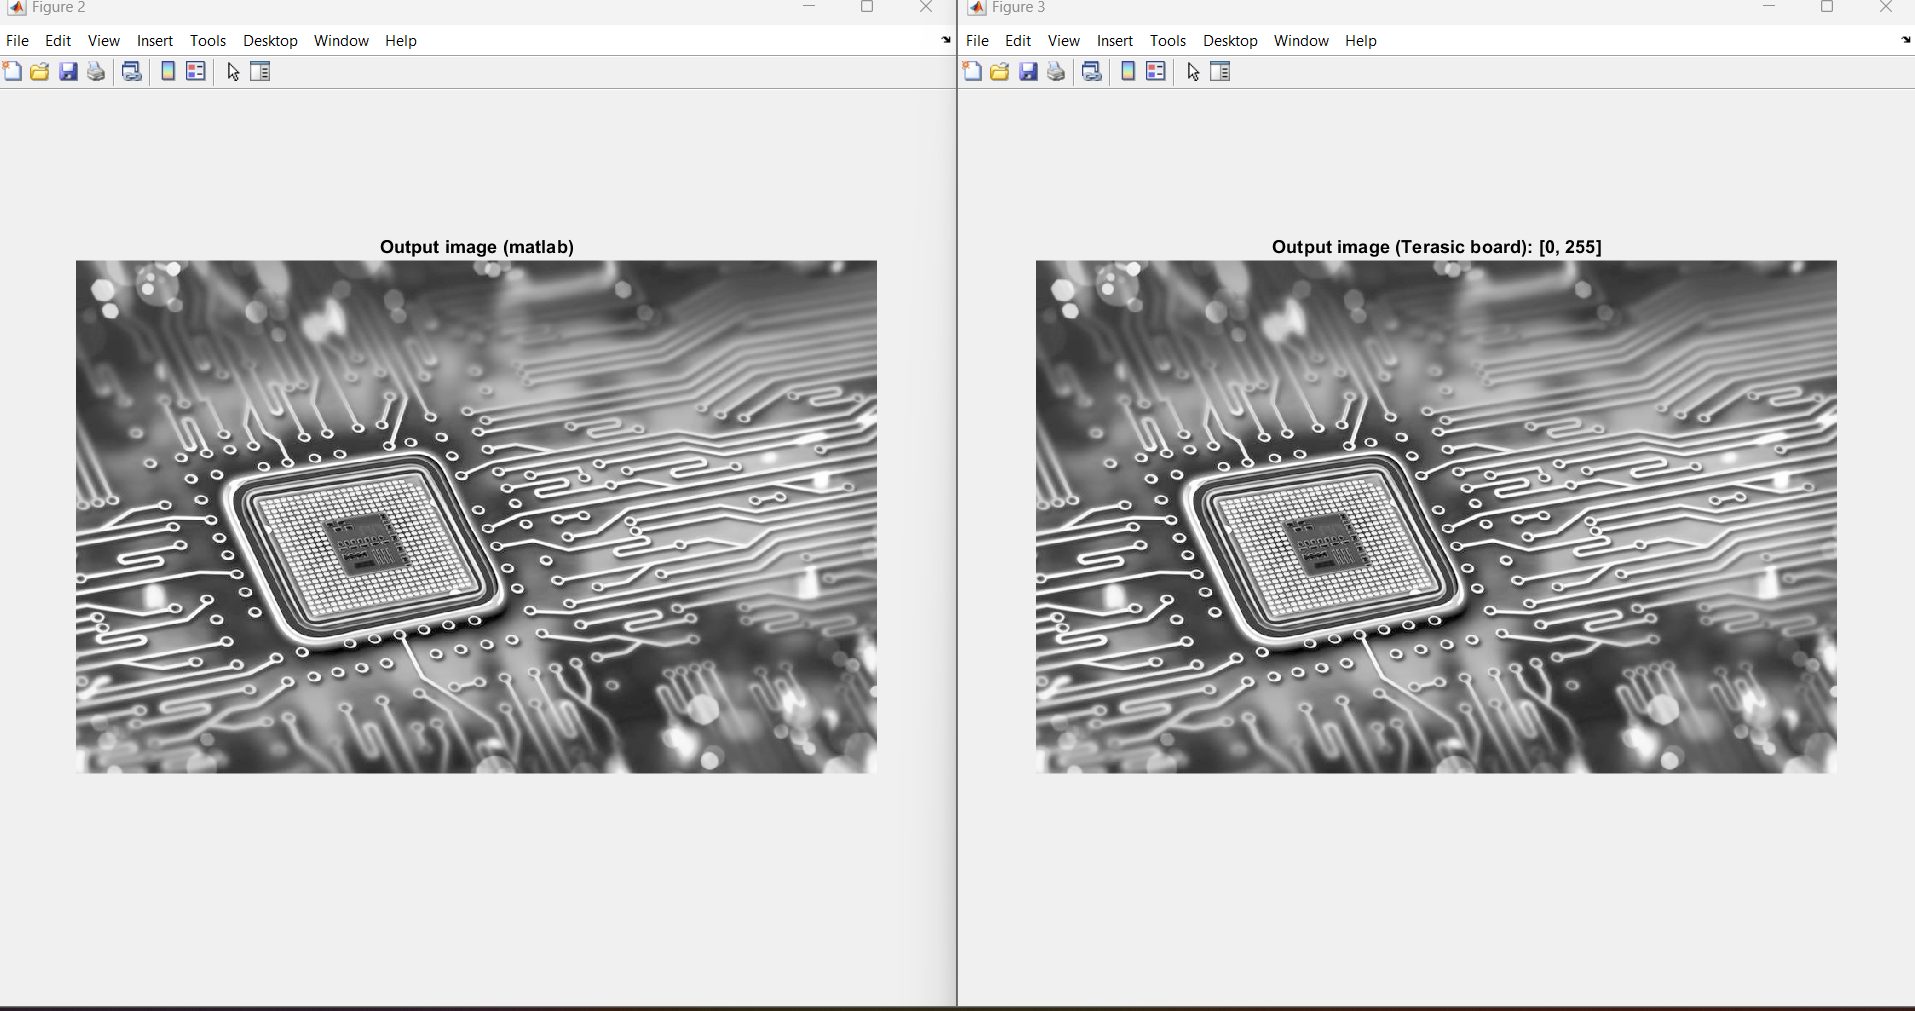 Figure 2
File Edit View Insert Tools Desktop Window Help
Output image (matlab)
Figure 3
File Edit View Insert Tools Desktop Window Help
Output image (Terasic board): [0, 255]